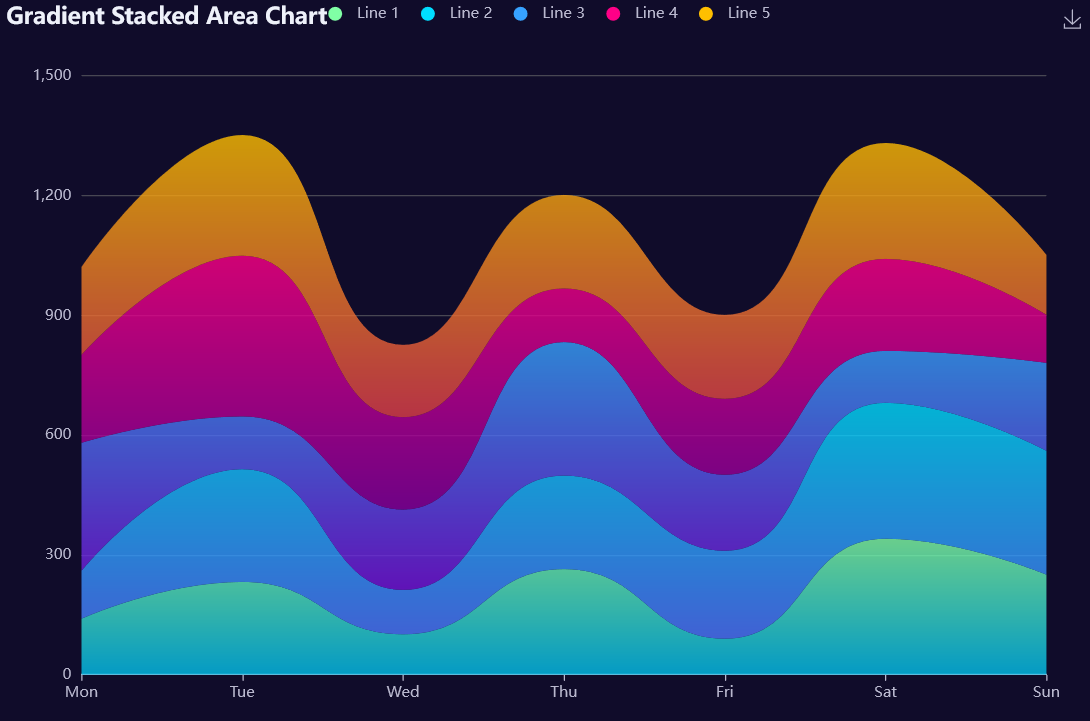 Gradient Stacked Area Chart
Line 1 Line 2 Line 3 Line 4 Line 5
1,500
1,200
900
600
300
0
Mon Tue Wed Thu Fri Sat Sun